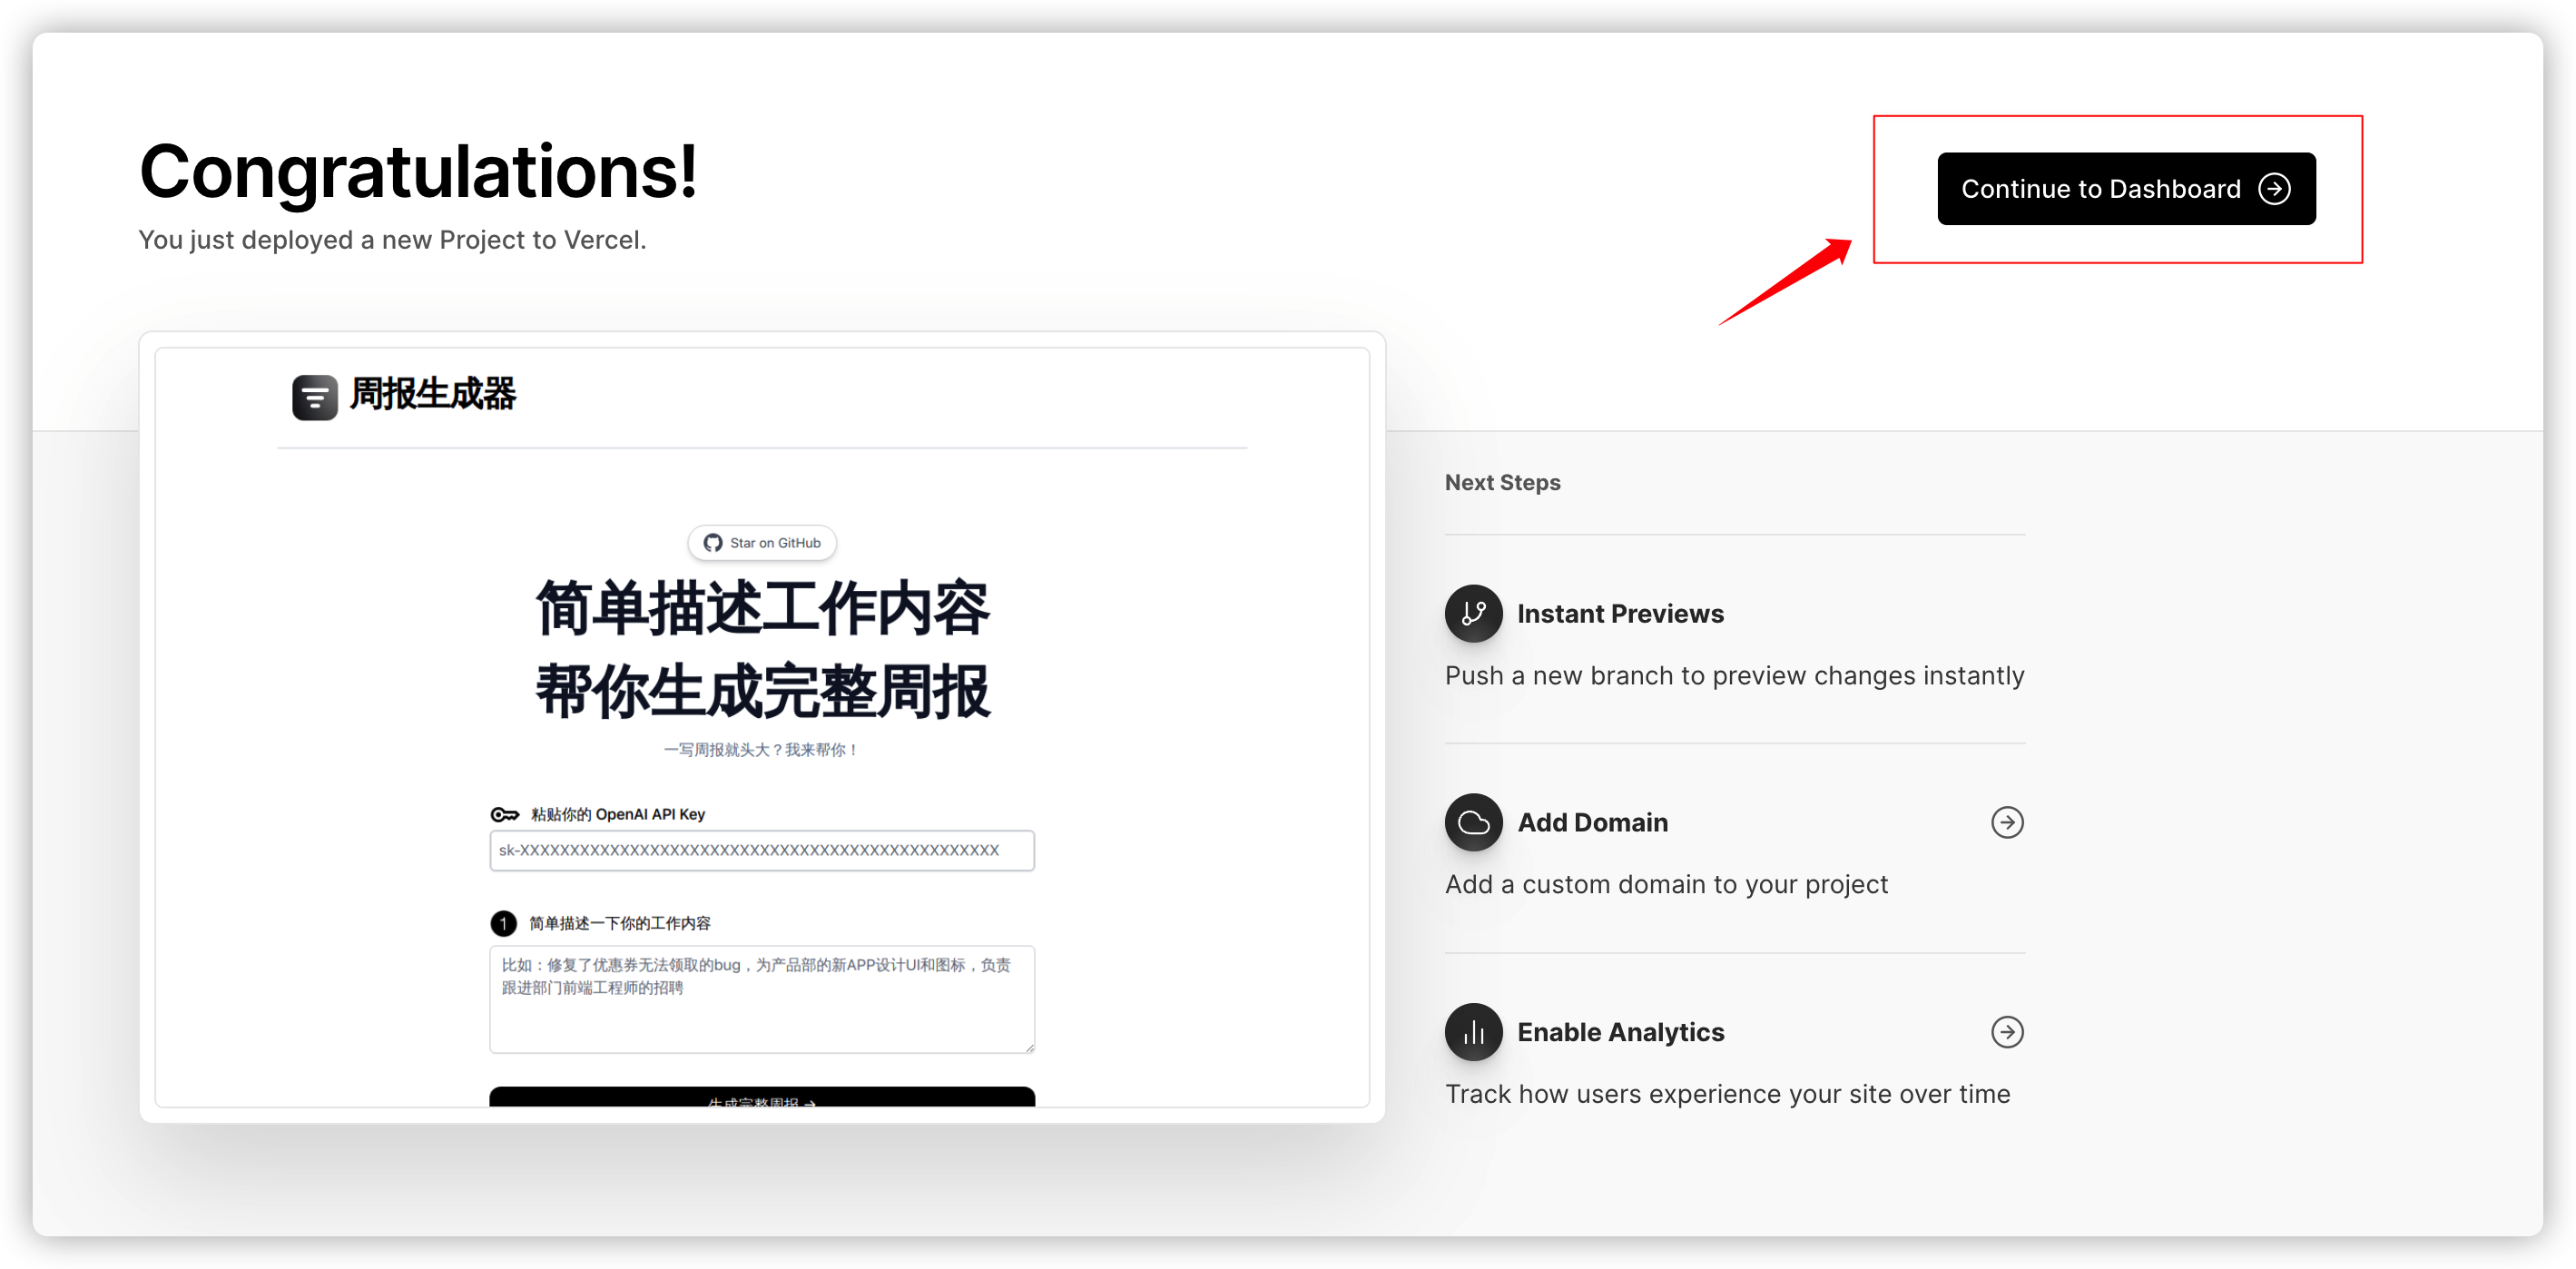 Congratulations!
You just deployed a new Project to Vercel.
Continue to Dashboard
周报生成器
Star on GitHub
简单描述工作内容
帮你生成完整周报
一写周报就头大？我来帮你！
粘贴你的 OpenAI API Key
sk-XXXXXXXXXXXXXXXXXXXXXXXXXXXXXXXXXXXXXXXXXXXXXXXX
1 简单描述一下你的工作内容
比如：修复了优惠券无法领取的bug，为产品部的新APP设计UI和图标，负责
跟进部门前端工程师的招聘
生成完整周报 →
Next Steps
Instant Previews
Push a new branch to preview changes instantly
Add Domain
Add a custom domain to your project
Enable Analytics
Track how users experience your site over time